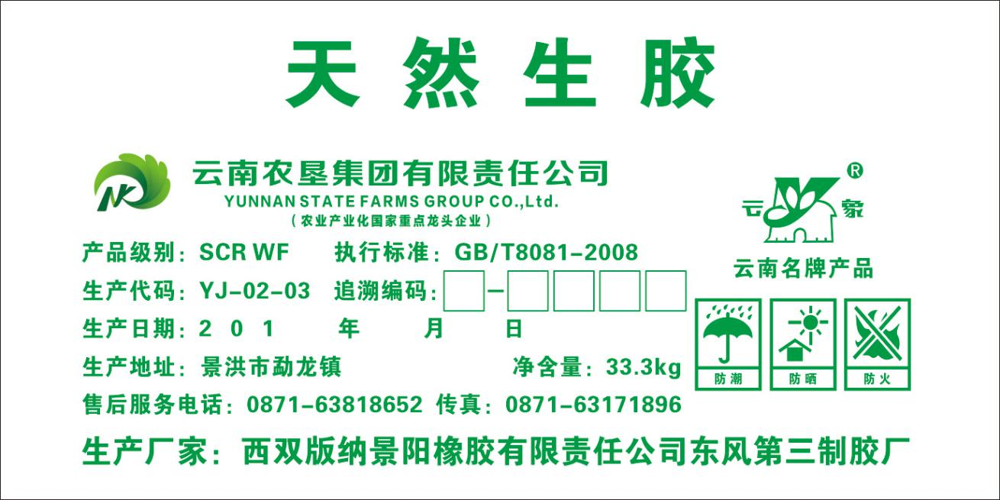 天然生胶
NK
云南农垦集团有限责任公司
YUNNAN STATE FARMS GROUP CO.,Ltd.
（农业产业化国家重点龙头企业）
®
云象
云南名牌产品
产品级别：SCR WF 执行标准：GB/T8081-2008
生产代码：YJ-02-03 追溯编码：□-□□□□
生产日期：2 0 1 年 月 日
生产地址：景洪市勐龙镇 净含量：33.3kg
防潮 防晒 防火
售后服务电话：0871-63818652 传真：0871-63171896
生产厂家：西双版纳景阳橡胶有限责任公司东风第三制胶厂